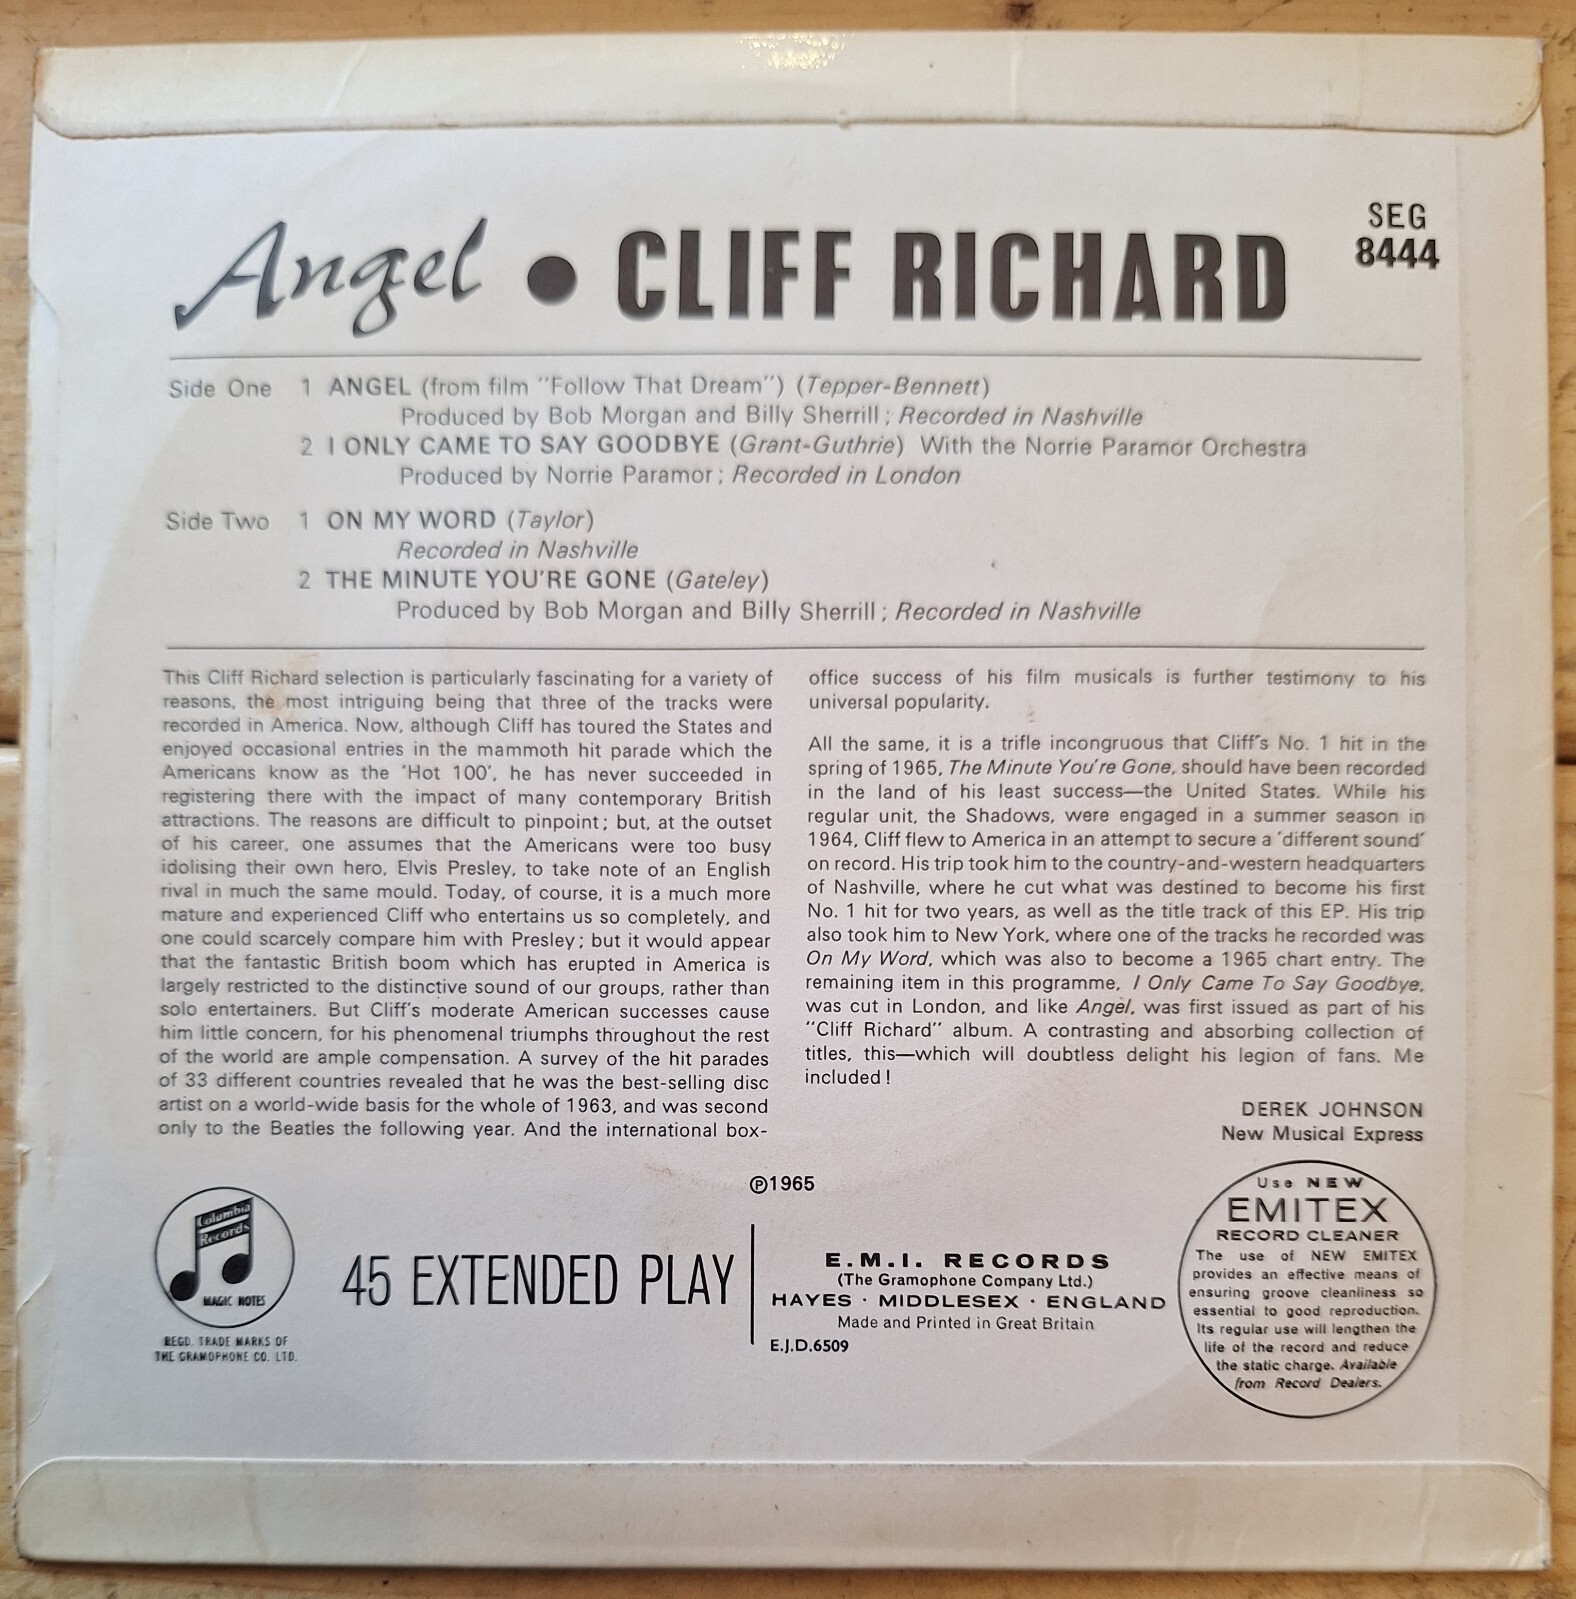 Angel • CLIFF RICHARD
SEG
8444
Side One 1 ANGEL (from film "Follow That Dream") (Tepper-Bennett)
Produced by Bob Morgan and Billy Sherrill; Recorded in Nashville
2 I ONLY CAME TO SAY GOODBYE (Grant-Guthrie) With the Norrie Paramor Orchestra
Produced by Norrie Paramor; Recorded in London
Side Two 1 ON MY WORD (Taylor)
Recorded in Nashville
2 THE MINUTE YOU'RE GONE (Gateley)
Produced by Bob Morgan and Billy Sherrill; Recorded in Nashville
This Cliff Richard selection is particularly fascinating for a variety of
reasons, the most intriguing being that three of the tracks were
recorded in America. Now, although Cliff has toured the States and
enjoyed occasional entries in the mammoth hit parade which the
Americans know as the 'Hot 100', he has never succeeded in
registering there with the impact of many contemporary British
attractions. The reasons are difficult to pinpoint; but, at the outset
of his career, one assumes that the Americans were too busy
idolising their own hero, Elvis Presley, to take note of an English
rival in much the same mould. Today, of course, it is a much more
mature and experienced Cliff who entertains us so completely, and
one could scarcely compare him with Presley; but it would appear
that the fantastic British boom which has erupted in America is
largely restricted to the distinctive sound of our groups, rather than
solo entertainers. But Cliff's moderate American successes cause
him little concern, for his phenomenal triumphs throughout the rest
of the world are ample compensation. A survey of the hit parades
of 33 different countries revealed that he was the best-selling disc
artist on a world-wide basis for the whole of 1963, and was second
only to the Beatles the following year. And the international box-
office success of his film musicals is further testimony to his
universal popularity.
All the same, it is a trifle incongruous that Cliff's No. 1 hit in the
spring of 1965, The Minute You're Gone, should have been recorded
in the land of his least success—the United States. While his
regular unit, the Shadows, were engaged in a summer season in
1964, Cliff flew to America in an attempt to secure a 'different sound'
on record. His trip took him to the country-and-western headquarters
of Nashville, where he cut what was destined to become his first
No. 1 hit for two years, as well as the title track of this EP. His trip
also took him to New York, where one of the tracks he recorded was
On My Word, which was also to become a 1965 chart entry. The
remaining item in this programme, I Only Came To Say Goodbye,
was cut in London, and like Angel, was first issued as part of his
"Cliff Richard" album. A contrasting and absorbing collection of
titles, this—which will doubtless delight his legion of fans. Me
included!
DEREK JOHNSON
New Musical Express
℗1965
Columbia
Records
MAGIC NOTES
REGD. TRADE MARKS OF
THE GRAMOPHONE CO. LTD.
45 EXTENDED PLAY
E.M.I. RECORDS
(The Gramophone Company Ltd.)
HAYES · MIDDLESEX · ENGLAND
Made and Printed in Great Britain
E.J.D.6509
Use NEW
EMITEX
RECORD CLEANER
The use of NEW EMITEX
provides an effective means of
ensuring groove cleanliness so
essential to good reproduction.
Its regular use will lengthen the
life of the record and reduce
the static charge. Available
from Record Dealers.